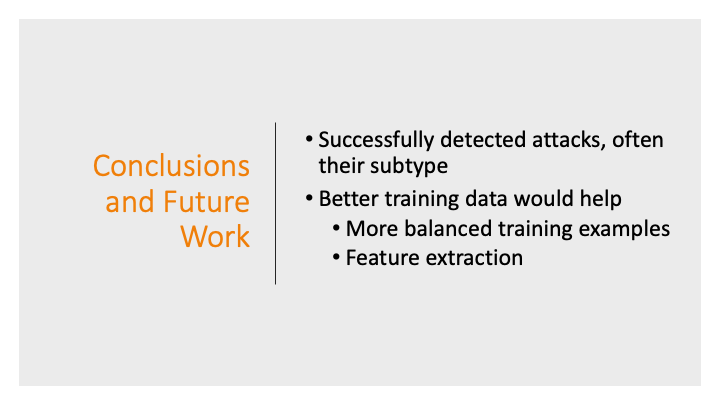 Conclusions
and Future
Work
• Successfully detected attacks, often
their subtype
• Better training data would help
• More balanced training examples
• Feature extraction